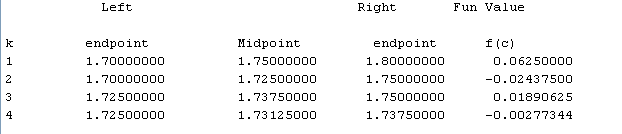 Left Right Fun Value
k endpoint Midpoint endpoint f(c)
1 1.70000000 1.75000000 1.80000000 0.06250000
2 1.70000000 1.72500000 1.75000000 -0.02437500
3 1.72500000 1.73750000 1.75000000 0.01890625
4 1.72500000 1.73125000 1.73750000 -0.00277344